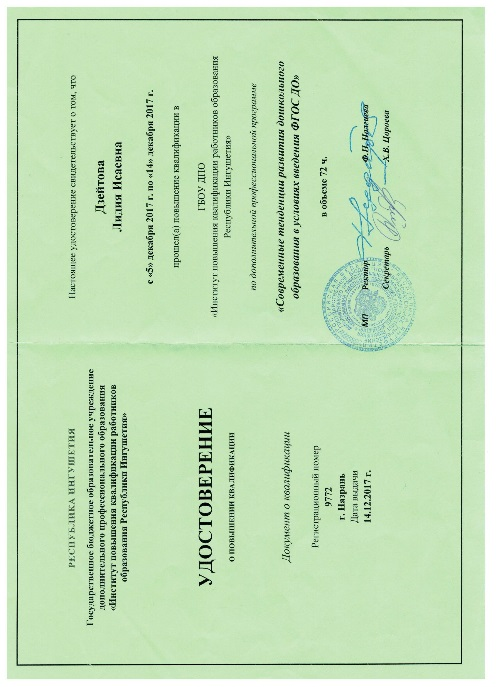 РЕСПУБЛИКА ИНГУШЕТИЯ
Государственное бюджетное образовательное учреждение
дополнительного профессионального образования
«Институт повышения квалификации работников
образования Республики Ингушетия»
УДОСТОВЕРЕНИЕ
О ПОВЫШЕНИИ КВАЛИФИКАЦИИ
Документ о квалификации
Регистрационный номер
9772
г. Назрань
Дата выдачи
14.12.2017 г.
Настоящее удостоверение свидетельствует о том, что
Дзейтова
Лилия Исаевна
с «5» декабря 2017 г. по «14» декабря 2017 г.
прошел(а) повышение квалификации в
ГБОУ ДПО
«Институт повышения квалификации работников образования
Республики Ингушетия»
по дополнительной профессиональной программе
«Современные тенденции развития дошкольного
образования в условиях введения ФГОС ДО»
в объеме 72 ч.
МП Ректор Ф.П.
Секретарь Х.В. Цороева